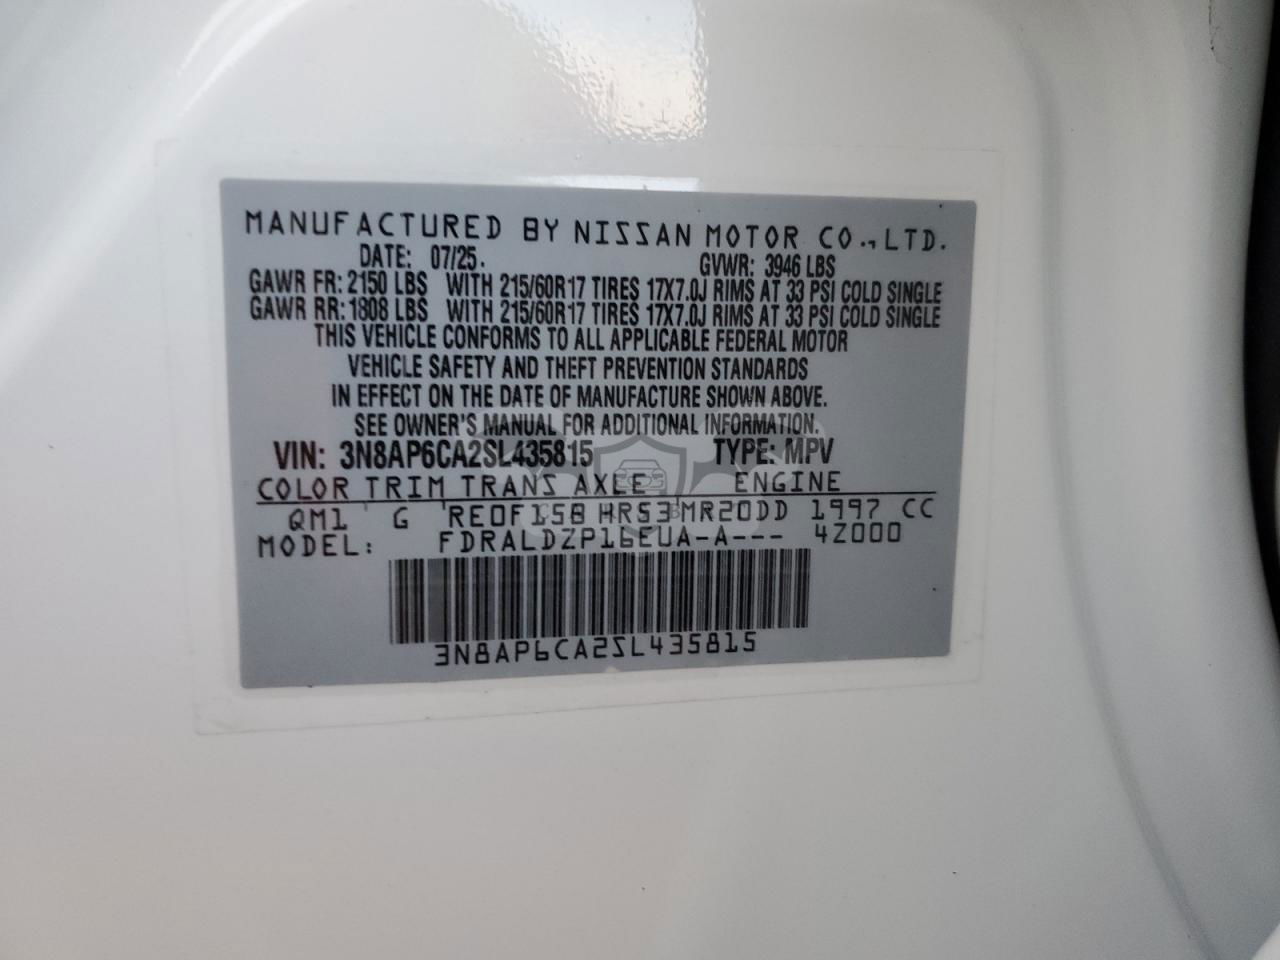 MANUFACTURED BY NISSAN MOTOR CO.,LTD.
DATE: 07/25. GVWR: 3946 LBS
GAWR FR: 2150 LBS WITH 215/60R17 TIRES 17X7.0J RIMS AT 33 PSI COLD SINGLE
GAWR RR: 1808 LBS WITH 215/60R17 TIRES 17X7.0J RIMS AT 33 PSI COLD SINGLE
THIS VEHICLE CONFORMS TO ALL APPLICABLE FEDERAL MOTOR
VEHICLE SAFETY AND THEFT PREVENTION STANDARDS
IN EFFECT ON THE DATE OF MANUFACTURE SHOWN ABOVE.
SEE OWNER'S MANUAL FOR ADDITIONAL INFORMATION.
VIN: 3N8AP6CA2SL435815 TYPE: MPV
COLOR TRIM TRANS AXLE ENGINE
QM1 G RE0F15B HR53 MR20DD 1997 CC
MODEL: FDRALDZP16EUA-A--- 4Z000
3N8AP6CA2SL435815